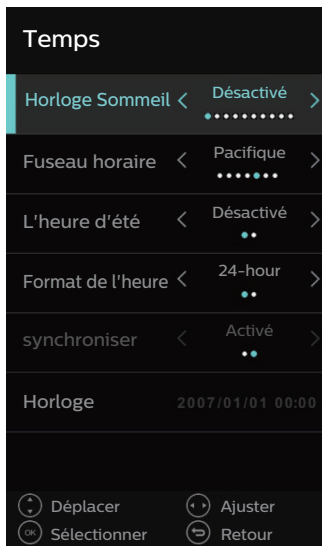 Temps
Horloge Sommeil < Désactivé >
Fuseau horaire < Pacifique >
L'heure d'été < Désactivé >
Format de l'heure < 24-hour >
synchroniser < Activé >
Horloge 2007/01/01 00:00
Déplacer Ajuster
OK Sélectionner Retour